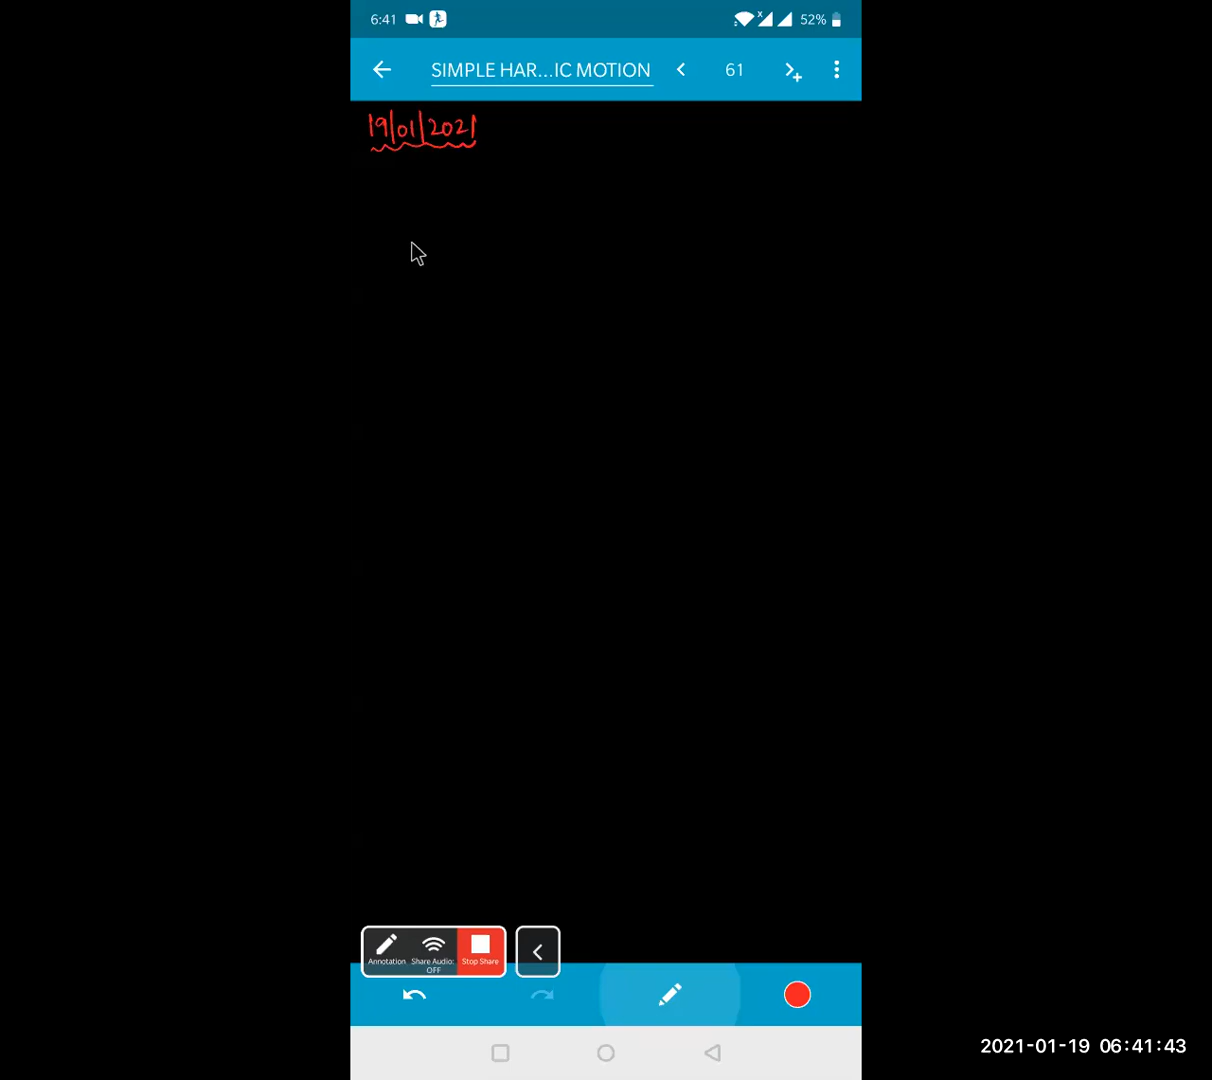 6:41 52%
SIMPLE HAR...IC MOTION 61
19/01/2021
Annotation Share Audio: OFF Stop Share
2021-01-19 06:41:43